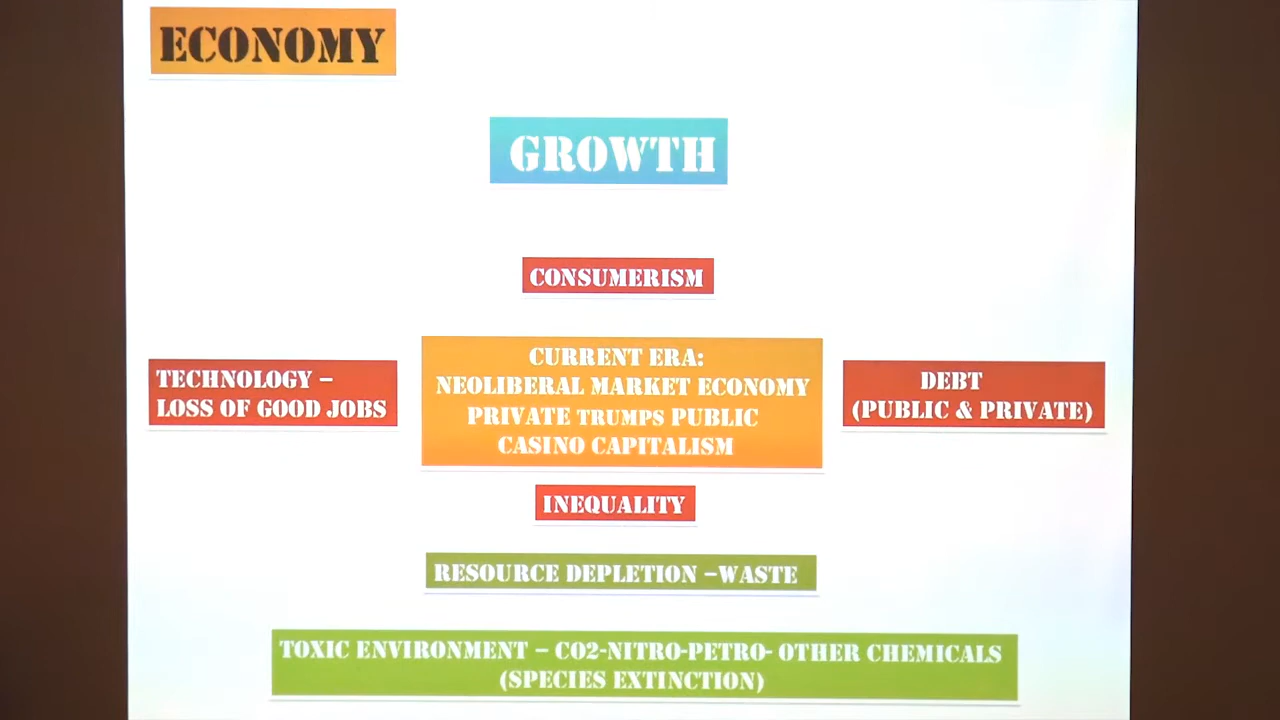 ECONOMY
GROWTH
CONSUMERISM
TECHNOLOGY –
LOSS OF GOOD JOBS
CURRENT ERA:
NEOLIBERAL MARKET ECONOMY
PRIVATE TRUMPS PUBLIC
CASINO CAPITALISM
DEBT
(PUBLIC & PRIVATE)
INEQUALITY
RESOURCE DEPLETION –WASTE
TOXIC ENVIRONMENT – CO2-NITRO-PETRO- OTHER CHEMICALS
(SPECIES EXTINCTION)